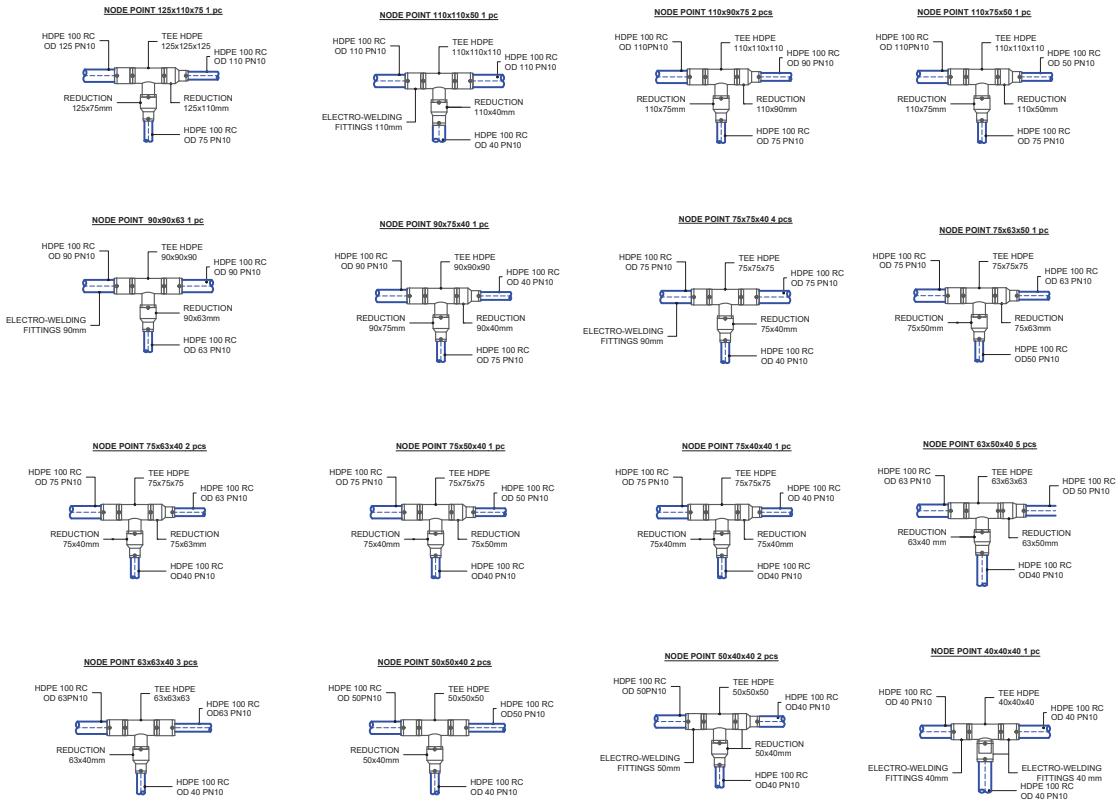 NODE POINT 125x110x75 1 pc
HDPE 100 RC
OD 125 PN10
TEE HDPE
125x125x125
HDPE 100 RC
OD 110 PN10
REDUCTION
125x75mm
REDUCTION
125x110mm
HDPE 100 RC
OD 75 PN10
NODE POINT 110x110x50 1 pc
HDPE 100 RC
OD 110 PN10
TEE HDPE
110x110x110
HDPE 100 RC
OD 110 PN10
ELECTRO-WELDING
FITTINGS 110mm
REDUCTION
110x40mm
HDPE 100 RC
OD 40 PN10
NODE POINT 110x90x75 2 pcs
HDPE 100 RC
OD 110PN10
TEE HDPE
110x110x110
HDPE 100 RC
OD 90 PN10
REDUCTION
110x75mm
REDUCTION
110x90mm
HDPE 100 RC
OD 75 PN10
NODE POINT 110x75x50 1 pc
HDPE 100 RC
OD 110PN10
TEE HDPE
110x110x110
HDPE 100 RC
OD 50 PN10
REDUCTION
110x75mm
REDUCTION
110x50mm
HDPE 100 RC
OD 75 PN10
NODE POINT 90x90x63 1 pc
HDPE 100 RC
OD 90 PN10
TEE HDPE
90x90x90
HDPE 100 RC
OD 90 PN10
ELECTRO-WELDING
FITTINGS 90mm
REDUCTION
90x63mm
HDPE 100 RC
OD 63 PN10
NODE POINT 90x75x40 1 pc
HDPE 100 RC
OD 90 PN10
TEE HDPE
90x90x90
HDPE 100 RC
OD 40 PN10
REDUCTION
90x75mm
REDUCTION
90x40mm
HDPE 100 RC
OD 75 PN10
NODE POINT 75x75x40 4 pcs
HDPE 100 RC
OD 75 PN10
TEE HDPE
75x75x75
HDPE 100 RC
OD 75 PN10
ELECTRO-WELDING
FITTINGS 90mm
REDUCTION
75x40mm
HDPE 100 RC
OD 40 PN10
NODE POINT 75x63x50 1 pc
HDPE 100 RC
OD 75 PN10
TEE HDPE
75x75x75
HDPE 100 RC
OD 63 PN10
REDUCTION
75x50mm
REDUCTION
75x63mm
HDPE 100 RC
OD50 PN10
NODE POINT 75x63x40 2 pcs
HDPE 100 RC
OD 75 PN10
TEE HDPE
75x75x75
HDPE 100 RC
OD 63 PN10
REDUCTION
75x40mm
REDUCTION
75x63mm
HDPE 100 RC
OD40 PN10
NODE POINT 75x50x40 1 pc
HDPE 100 RC
OD 75 PN10
TEE HDPE
75x75x75
HDPE 100 RC
OD 50 PN10
REDUCTION
75x40mm
REDUCTION
75x50mm
HDPE 100 RC
OD40 PN10
NODE POINT 75x40x40 1 pc
HDPE 100 RC
OD 75 PN10
TEE HDPE
75x75x75
HDPE 100 RC
OD 40 PN10
REDUCTION
75x40mm
REDUCTION
75x40mm
HDPE 100 RC
OD40 PN10
NODE POINT 63x50x40 5 pcs
HDPE 100 RC
OD 63 PN10
TEE HDPE
63x63x63
HDPE 100 RC
OD 50 PN10
REDUCTION
63x40 mm
REDUCTION
63x50mm
HDPE 100 RC
OD40 PN10
NODE POINT 63x63x40 3 pcs
HDPE 100 RC
OD 63PN10
TEE HDPE
63x63x63
HDPE 100 RC
OD63 PN10
REDUCTION
63x40mm
HDPE 100 RC
OD 40 PN10
NODE POINT 50x50x40 2 pcs
HDPE 100 RC
OD 50PN10
TEE HDPE
50x50x50
HDPE 100 RC
OD50 PN10
REDUCTION
50x40mm
HDPE 100 RC
OD 40 PN10
NODE POINT 50x40x40 2 pcs
HDPE 100 RC
OD 50PN10
TEE HDPE
50x50x50
HDPE 100 RC
OD40 PN10
ELECTRO-WELDING
FITTINGS 50mm
REDUCTION
50x40mm
HDPE 100 RC
OD40 PN10
NODE POINT 40x40x40 1 pc
HDPE 100 RC
OD 40 PN10
TEE HDPE
40x40x40
HDPE 100 RC
OD 40 PN10
ELECTRO-WELDING
FITTINGS 40mm
ELECTRO-WELDING
FITTINGS 40 mm
HDPE 100 RC
OD 40 PN10